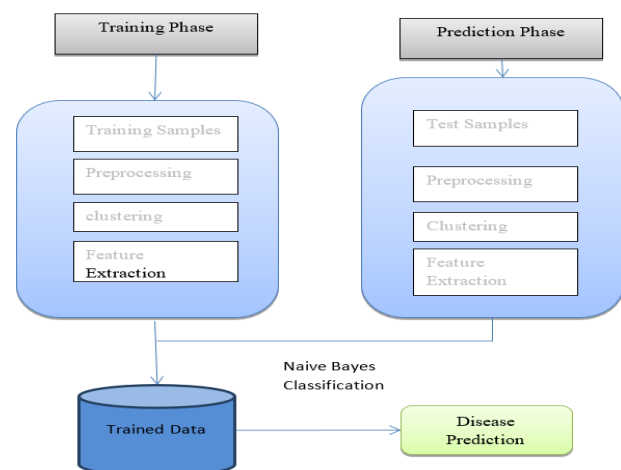 Training Phase
Prediction Phase
Training Samples
Preprocessing
clustering
Feature
Extraction
Test Samples
Preprocessing
Clustering
Feature
Extraction
Naive Bayes
Classification
Trained Data
Disease
Prediction